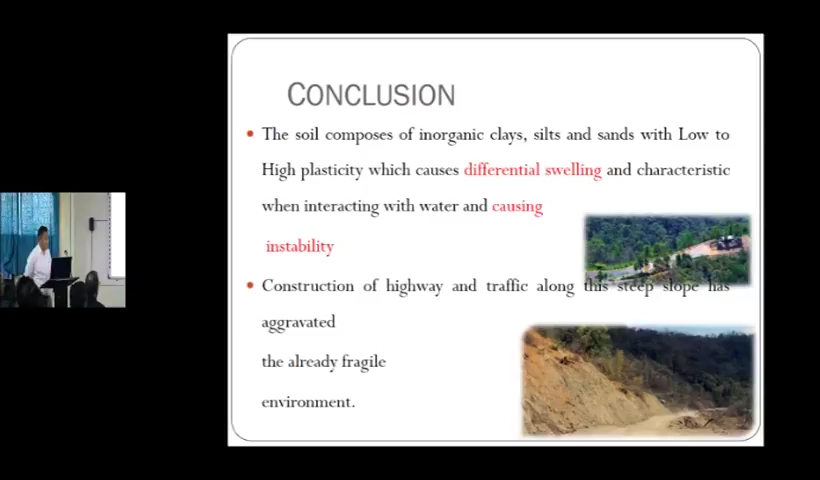 CONCLUSION
• The soil composes of inorganic clays, silts and sands with Low to
High plasticity which causes differential swelling and characteristic
when interacting with water and causing
instability
• Construction of highway and traffic along this steep slope has
aggravated
the already fragile
environment.